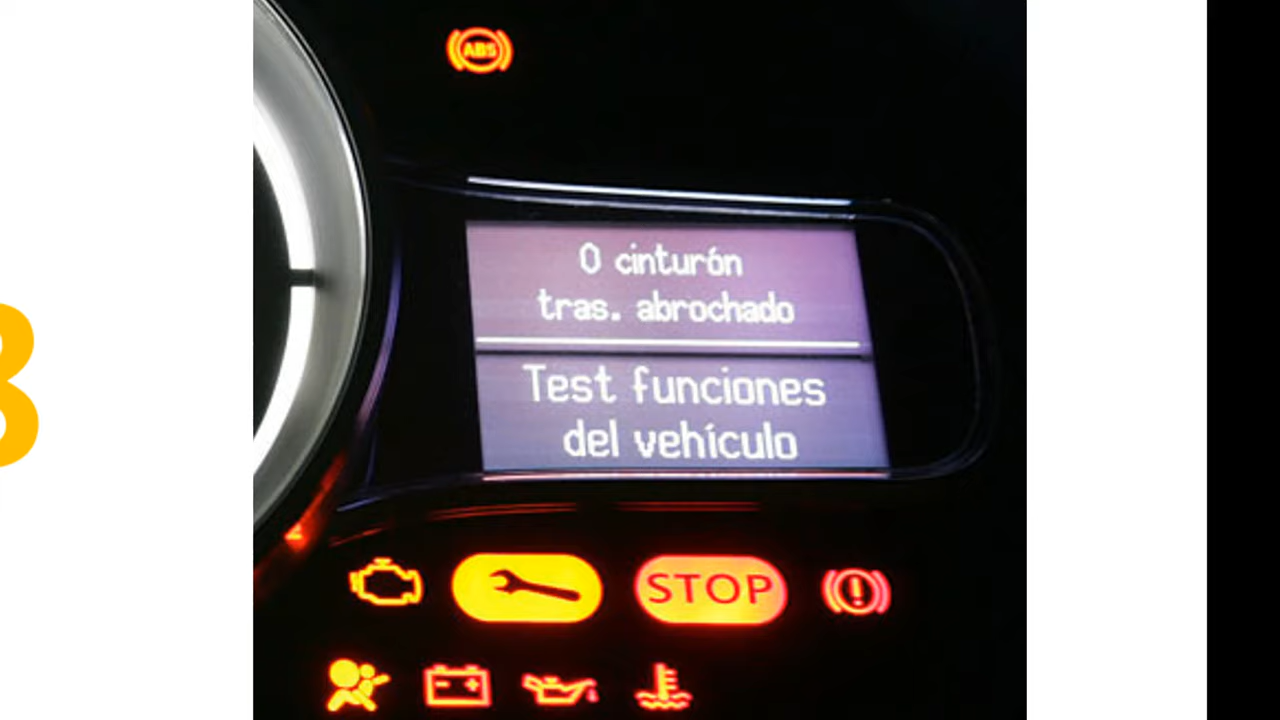 ABS
0 cinturón
tras. abrochado
Test funciones
del vehículo
STOP